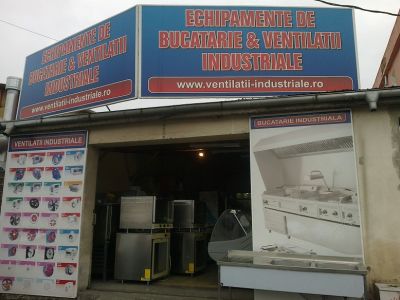 ECHIPAMENTE DE
BUCATARIE & VENTILATII
INDUSTRIALE
www.ventilatii-industriale.ro
ECHIPAMENTE DE
BUCATARIE & VENTILATII
INDUSTRIALE
www.ventilatii-industriale.ro
VENTILATII INDUSTRIALE
BUCATARIE INDUSTRIALA